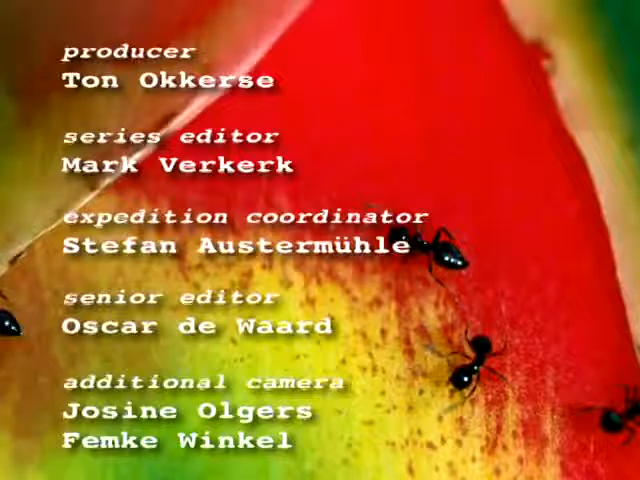 producer
Ton Okkerse
series editor
Mark Verkerk
expedition coordinator
Stefan Austermühle
senior editor
Oscar de Waard
additional camera
Josine Olgers
Femke Winkel